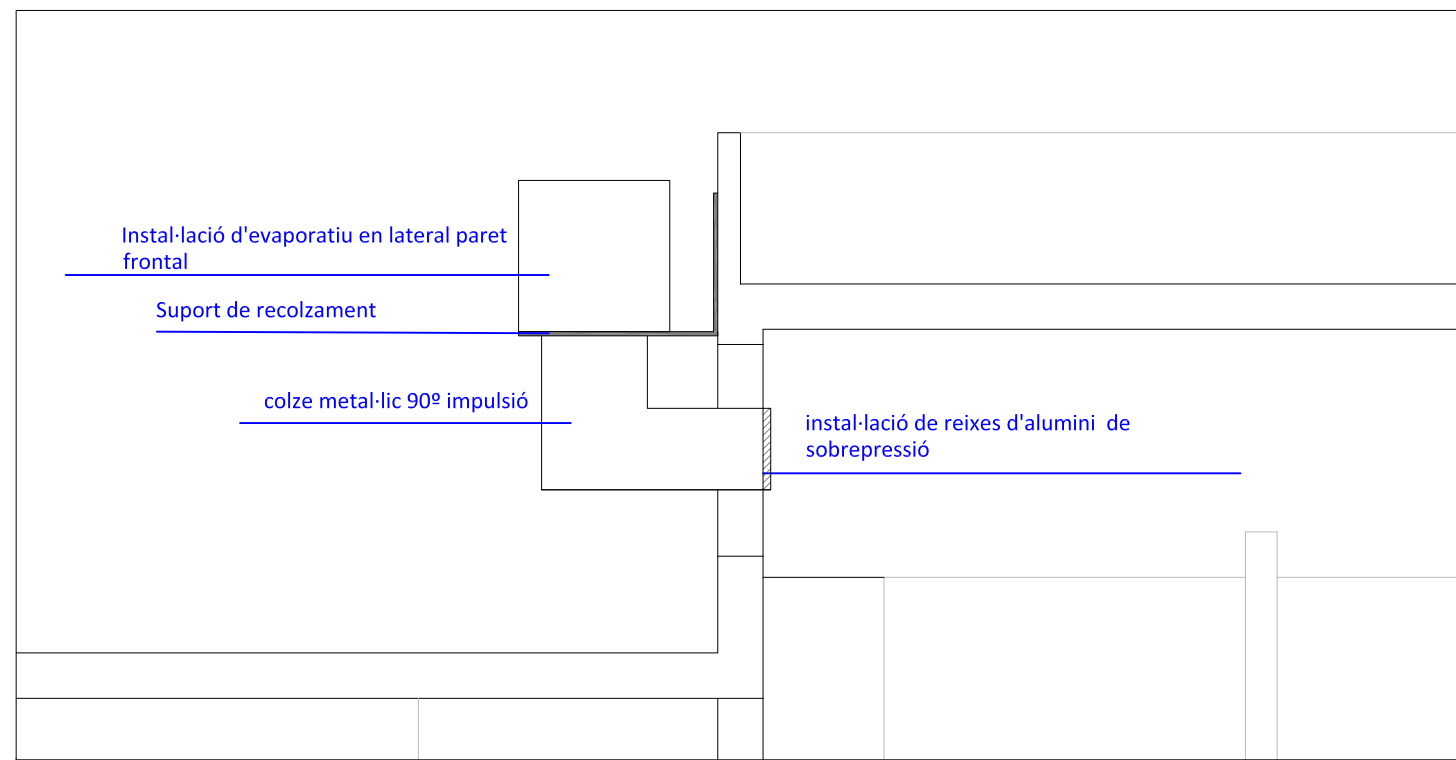 Instal·lació d'evaporatiu en lateral paret
frontal
Suport de recolzament
colze metal·lic 90º impulsió
instal·lació de reixes d'alumini  de
sobrepressió